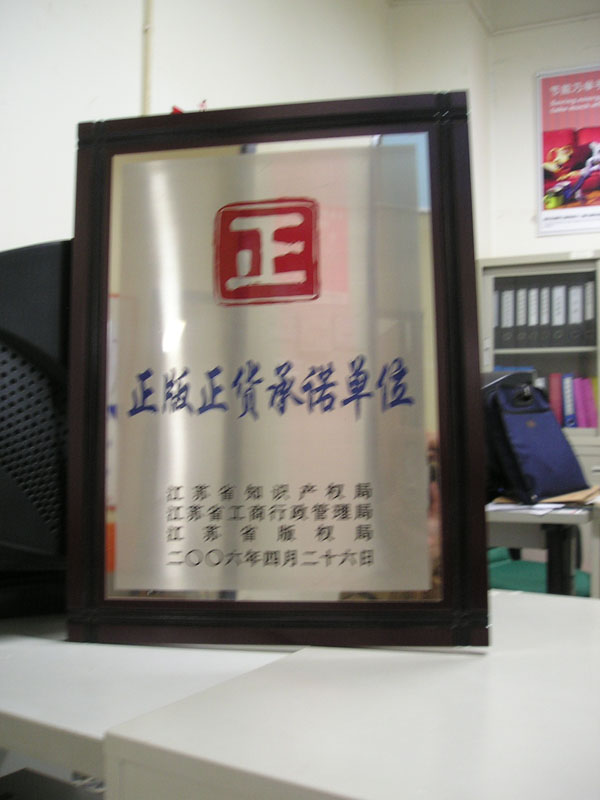 正
正版正货承诺单位
江苏省知识产权局
江苏省工商行政管理局
江苏省版权局
二〇〇六年四月二十六日